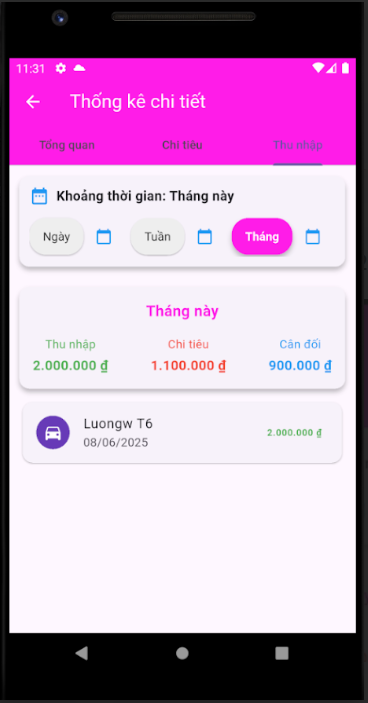 11:31
Thống kê chi tiết
Tổng quan Chi tiêu Thu nhập
Khoảng thời gian: Tháng này
Ngày Tuần Tháng
Tháng này
Thu nhập Chi tiêu Cân đối
2.000.000 ₫ 1.100.000 ₫ 900.000 ₫
Luongw T6
2.000.000 ₫
08/06/2025